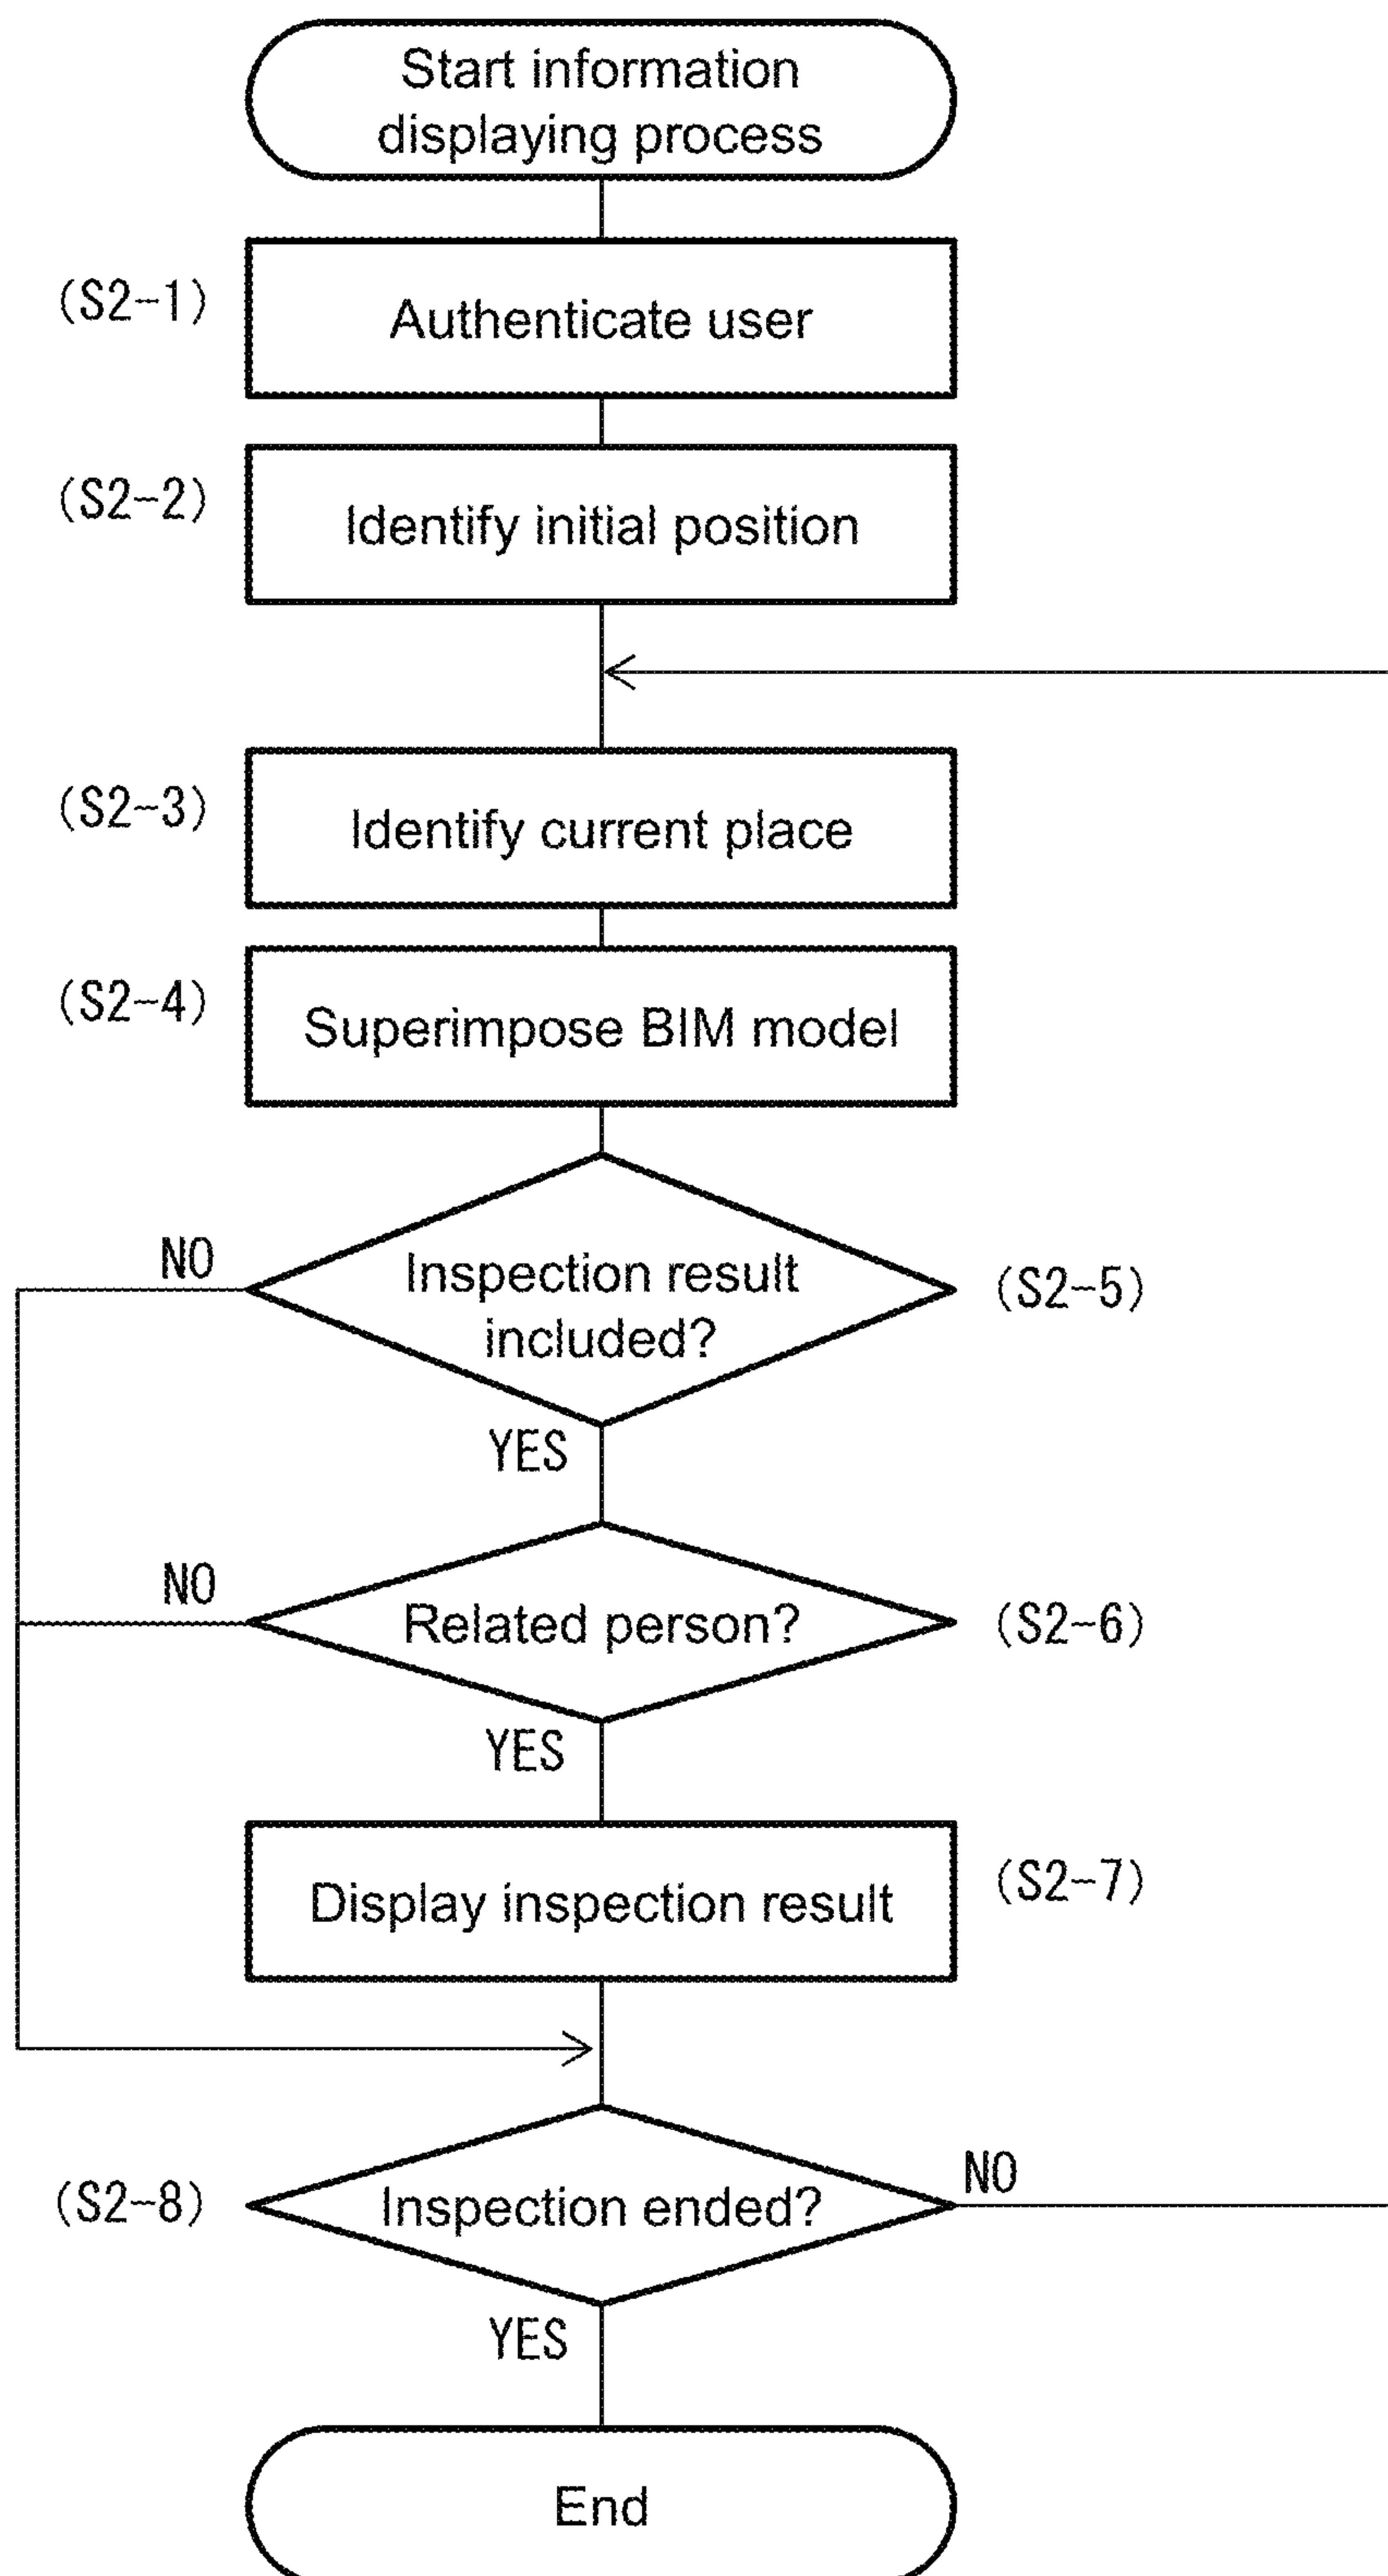 Start information
displaying process
(S2-1)
Authenticate user
(S2-2)
Identify initial position
(S2-3)
Identify current place
(S2-4)
Superimpose BIM model
NO
Inspection result
included?
(S2-5)
YES
NO
Related person?
(S2-6)
YES
Display inspection result
(S2-7)
(S2-8)
Inspection ended?
NO
YES
End